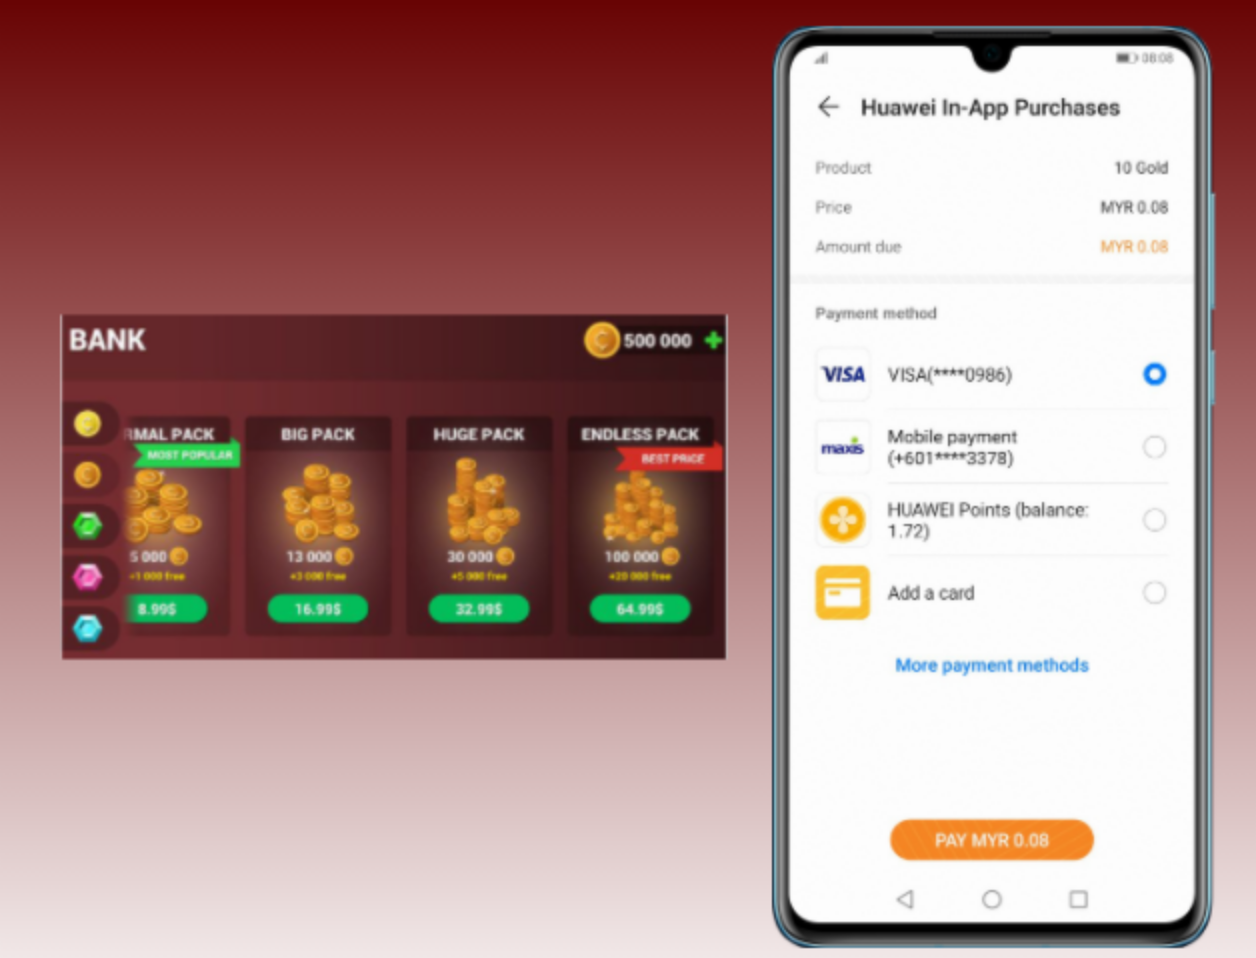 BANK
500 000
RMAL PACK
MOST POPULAR
5 000
+1 000 free
8.99$
BIG PACK
13 000
+3 000 free
16.99$
HUGE PACK
30 000
+5 000 free
32.99$
ENDLESS PACK
BEST PRICE
100 000
+20 000 free
64.99$
08:08
Huawei In-App Purchases
Product 10 Gold
Price MYR 0.08
Amount due MYR 0.08
Payment method
VISA VISA(****0986)
maxis Mobile payment
(+601****3378)
HUAWEI Points (balance:
1.72)
Add a card
More payment methods
PAY MYR 0.08